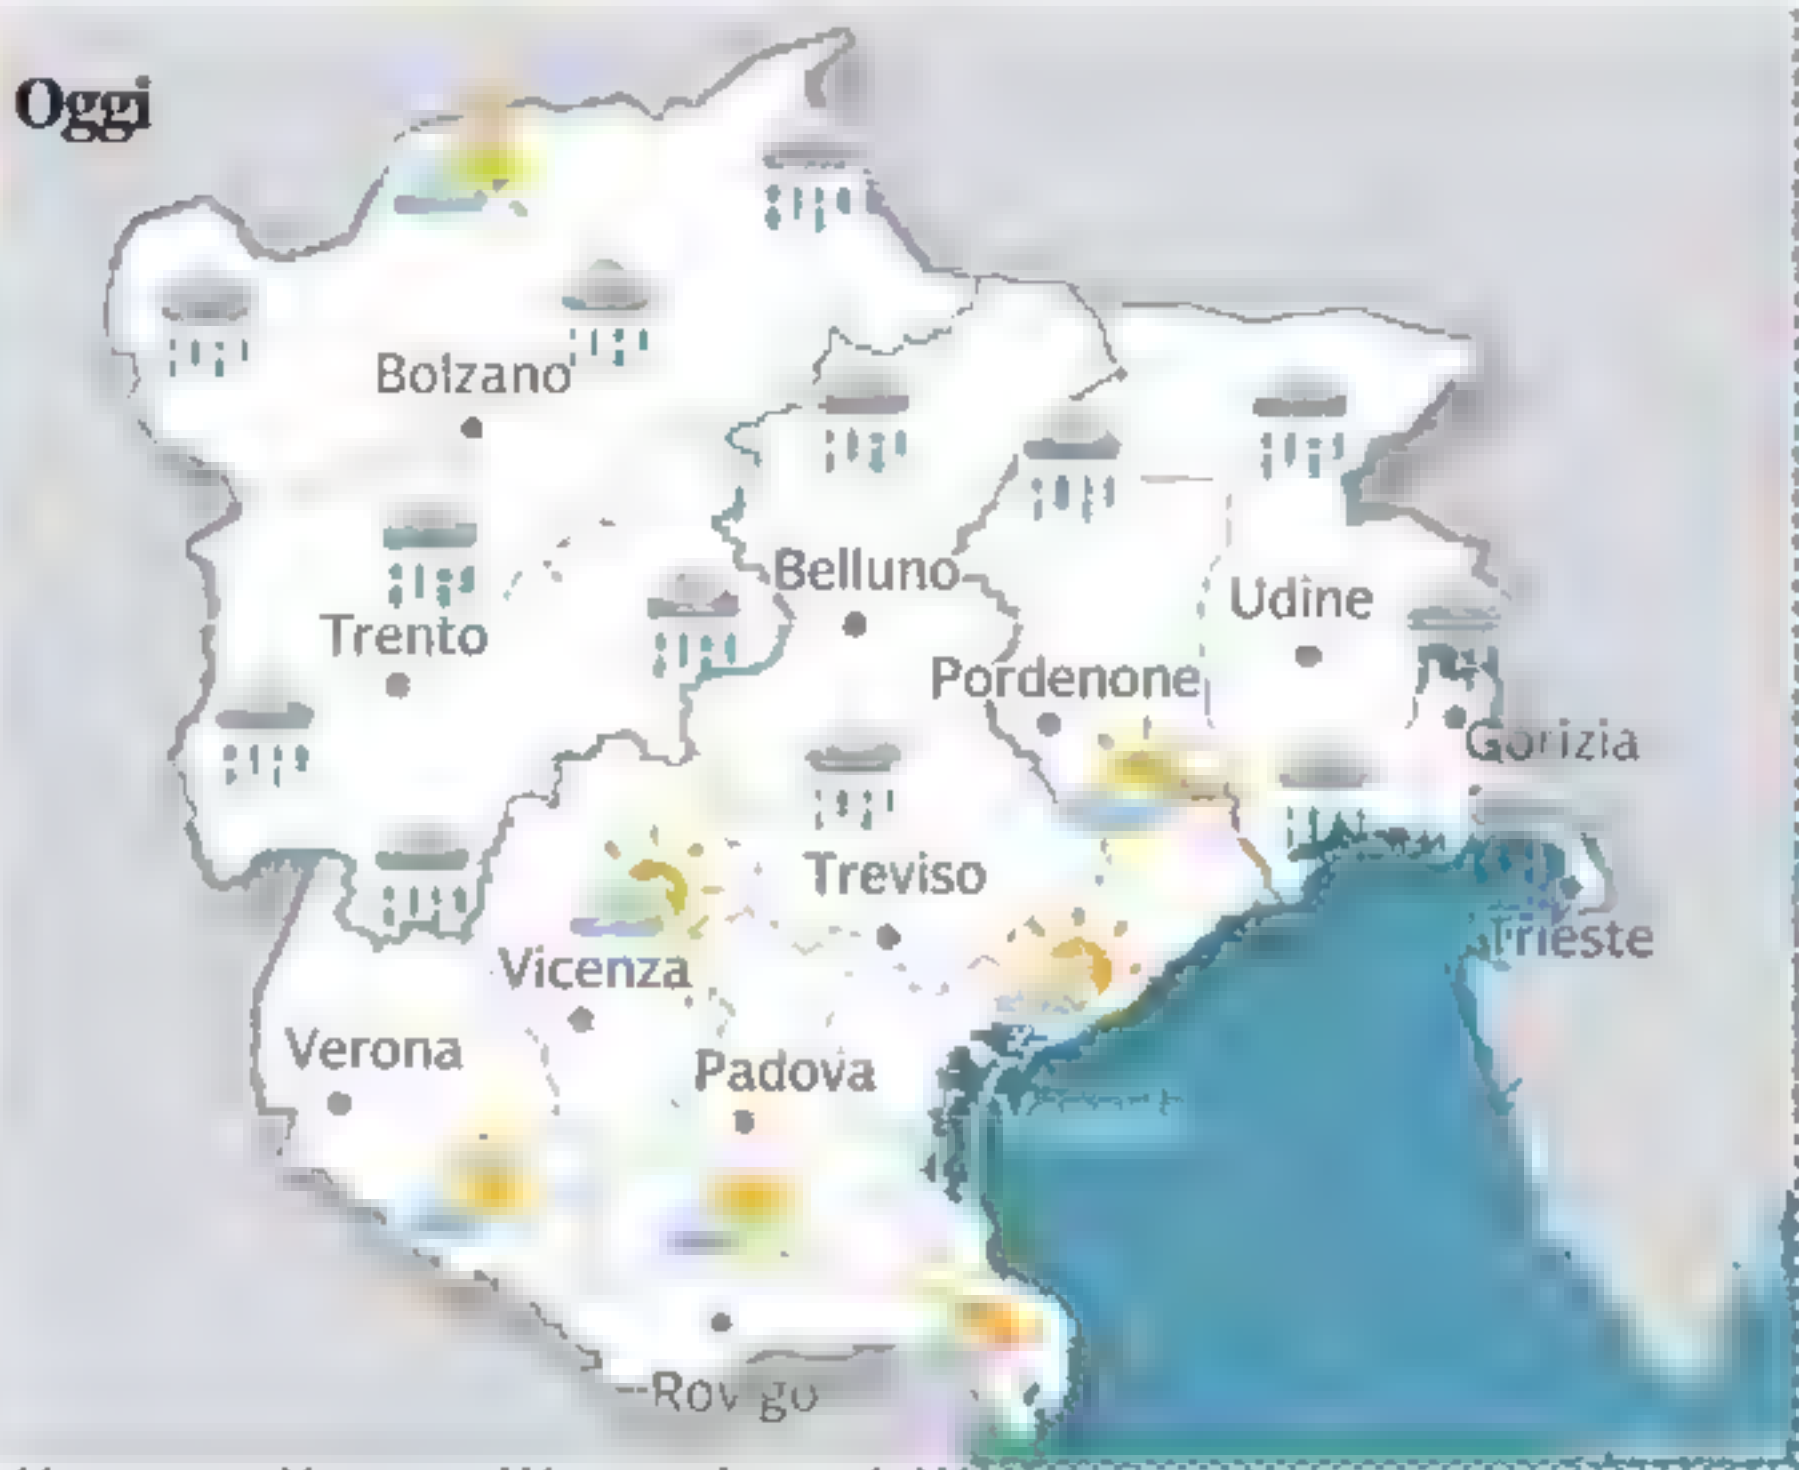 Oggi
Bolzano
Belluno
Udine
Trento
Pordenone
Gorizia
Treviso
Trieste
Vicenza
Verona
Padova